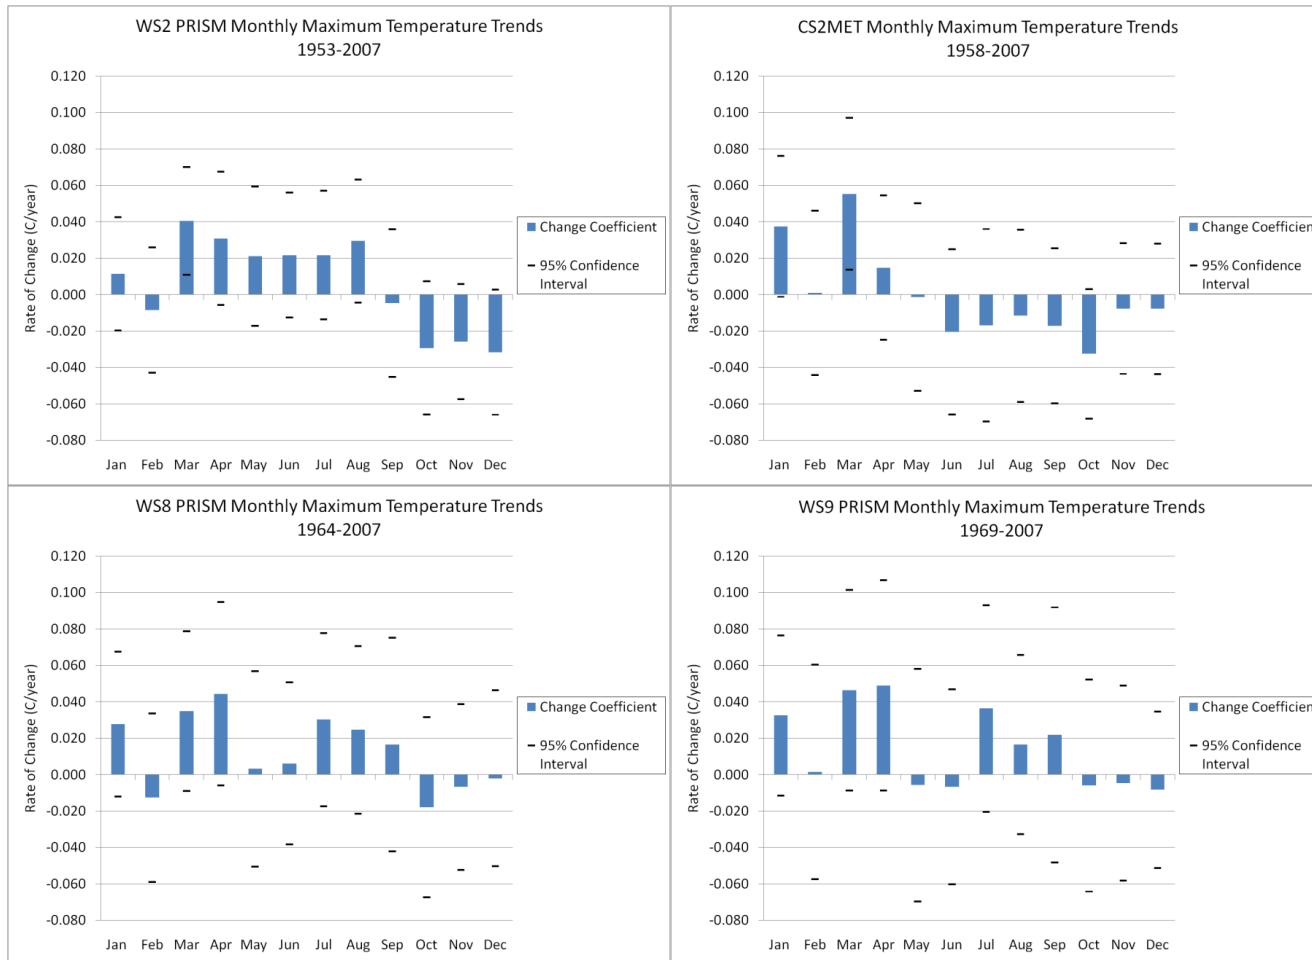 WS2 PRISM Monthly Maximum Temperature Trends
1953-2007
Rate of Change (C/year)
0.120
0.100
0.080
0.060
0.040
0.020
0.000
-0.020
-0.040
-0.060
-0.080
Jan Feb Mar Apr May Jun Jul Aug Sep Oct Nov Dec
Change Coefficient
95% Confidence
Interval
CS2MET Monthly Maximum Temperature Trends
1958-2007
Rate of Change (C/year)
0.120
0.100
0.080
0.060
0.040
0.020
0.000
-0.020
-0.040
-0.060
-0.080
Jan Feb Mar Apr May Jun Jul Aug Sep Oct Nov Dec
Change Coefficien
95% Confidence
Interval
WS8 PRISM Monthly Maximum Temperature Trends
1964-2007
Rate of Change (C/year)
0.120
0.100
0.080
0.060
0.040
0.020
0.000
-0.020
-0.040
-0.060
-0.080
Jan Feb Mar Apr May Jun Jul Aug Sep Oct Nov Dec
Change Coefficient
95% Confidence
Interval
WS9 PRISM Monthly Maximum Temperature Trends
1969-2007
Rate of Change (C/year)
0.120
0.100
0.080
0.060
0.040
0.020
0.000
-0.020
-0.040
-0.060
-0.080
Jan Feb Mar Apr May Jun Jul Aug Sep Oct Nov Dec
Change Coefficien
95% Confidence
Interval